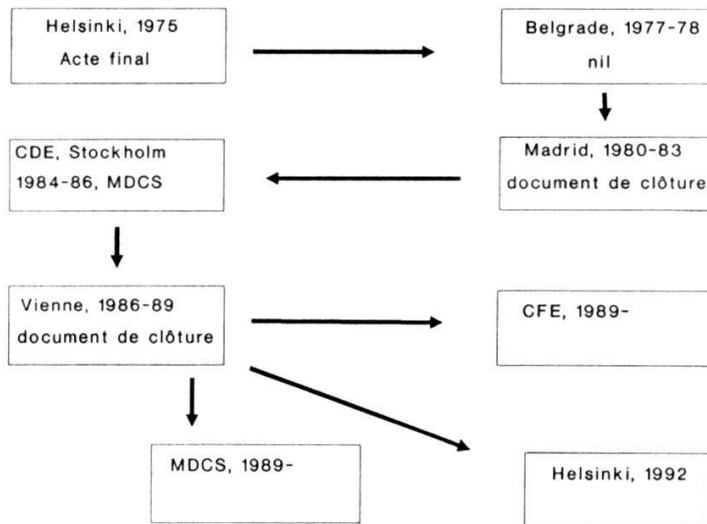 Helsinki, 1975
Acte final
Belgrade, 1977-78
nil
CDE, Stockholm
1984-86, MDCS
Madrid, 1980-83
document de clôture
Vienne, 1986-89
document de clôture
CFE, 1989-
MDCS, 1989-
Helsinki, 1992